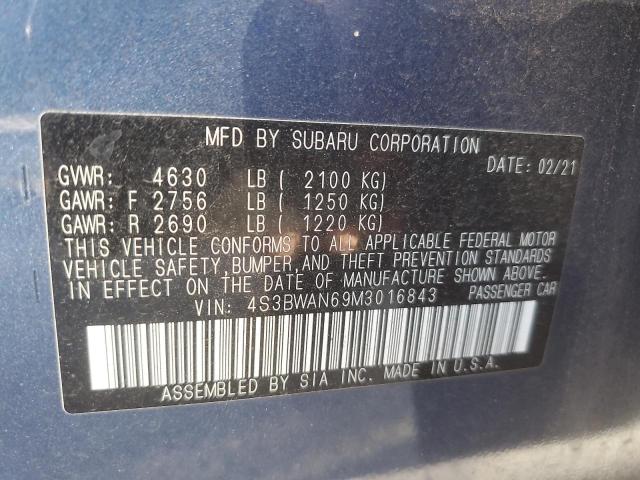 MFD BY SUBARU CORPORATION
DATE: 02/21
GVWR: 4630 LB ( 2100 KG)
GAWR: F 2756 LB ( 1250 KG)
GAWR: R 2690 LB ( 1220 KG)
THIS VEHICLE CONFORMS TO ALL APPLICABLE FEDERAL MOTOR
VEHICLE SAFETY, BUMPER, AND THEFT PREVENTION STANDARDS
IN EFFECT ON THE DATE OF MANUFACTURE SHOWN ABOVE.
VIN: 4S3BWAN69M3016843 PASSENGER CAR
ASSEMBLED BY SIA INC. MADE IN U.S.A.